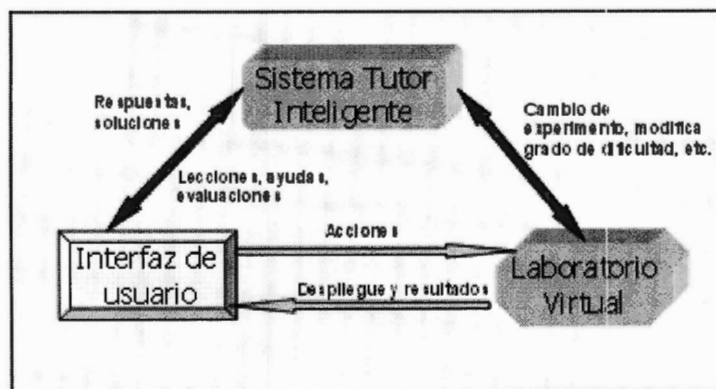 Sistema Tutor
Inteligente
Respuestas,
soluciones
Cambio de
experimento, modifica
grado de dificultad, etc.
Lecciones, ayudas,
evaluaciones
Acciones
Interfaz de
usuario
Laboratorio
Virtual
Despliegue y resultados